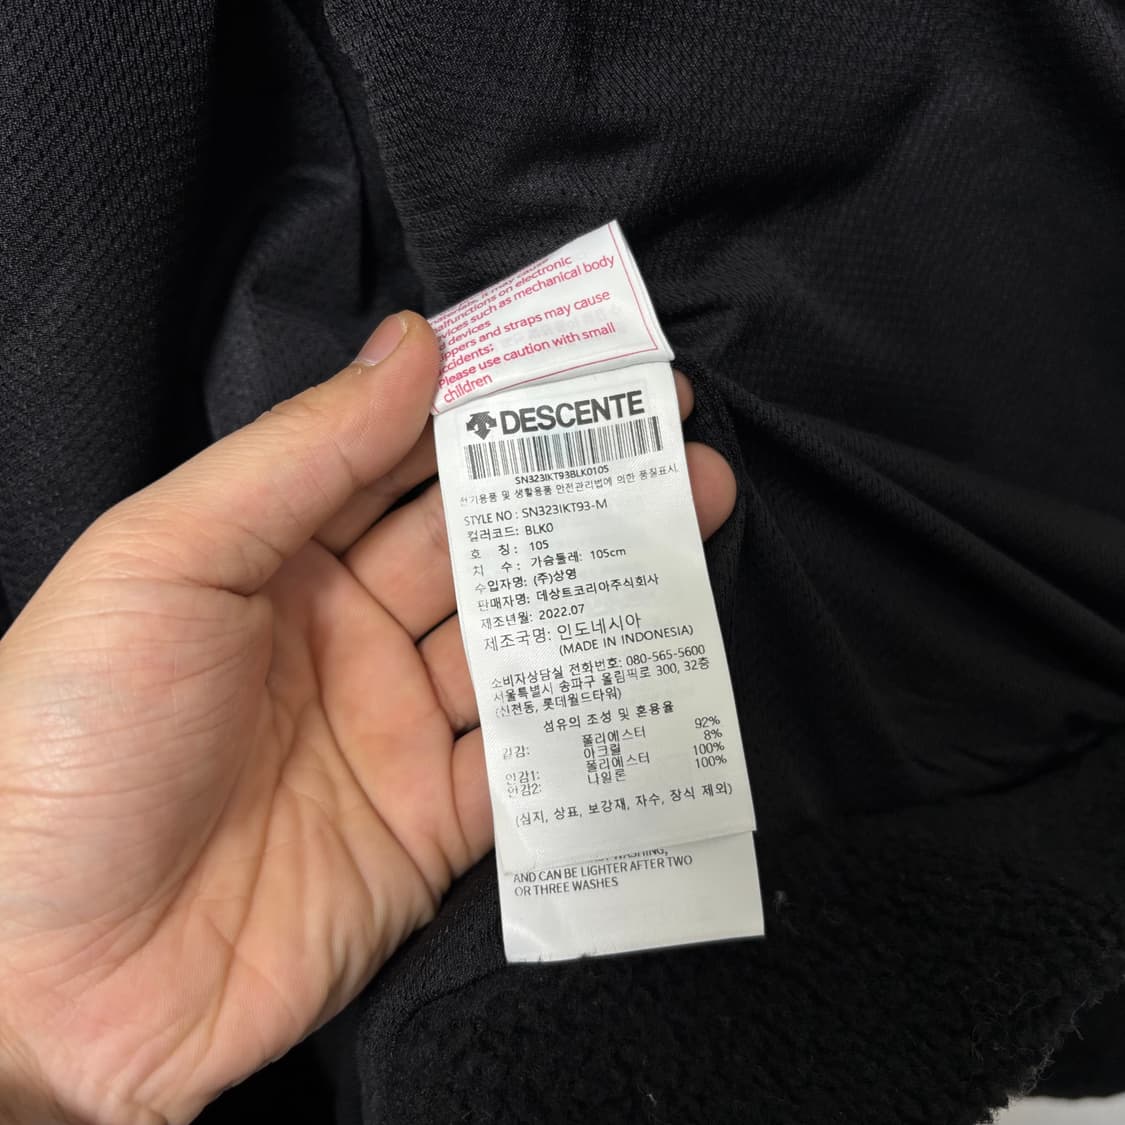 materials, it may cause
malfunctions on electronic
devices such as mechanical body
d devices
ippers and straps may cause
accidents:
Please use caution with small
children
DESCENTE
SN323IKT93BLK0105
전기용품 및 생활용품 안전관리법에 의한 품질표시.
STYLE NO : SN323IKT93-M
컬러코드: BLK0
호 칭 : 105
치 수 : 가슴둘레: 105cm
수입자명: (주)상영
판매자명: 데상트코리아주식회사
제조년월: 2022.07
제조국명: 인도네시아
(MADE IN INDONESIA)
소비자상담실 전화번호: 080-565-5600
서울특별시 송파구 올림픽로 300, 32층
(신천동, 롯데월드타워)
섬유의 조성 및 혼용율
겉감: 폴리에스터 92%
아크릴 8%
안감1: 폴리에스터 100%
안감2: 나일론 100%
(심지, 상표, 보강재, 자수, 장식 제외)
WASHING,
AND CAN BE LIGHTER AFTER TWO
OR THREE WASHES